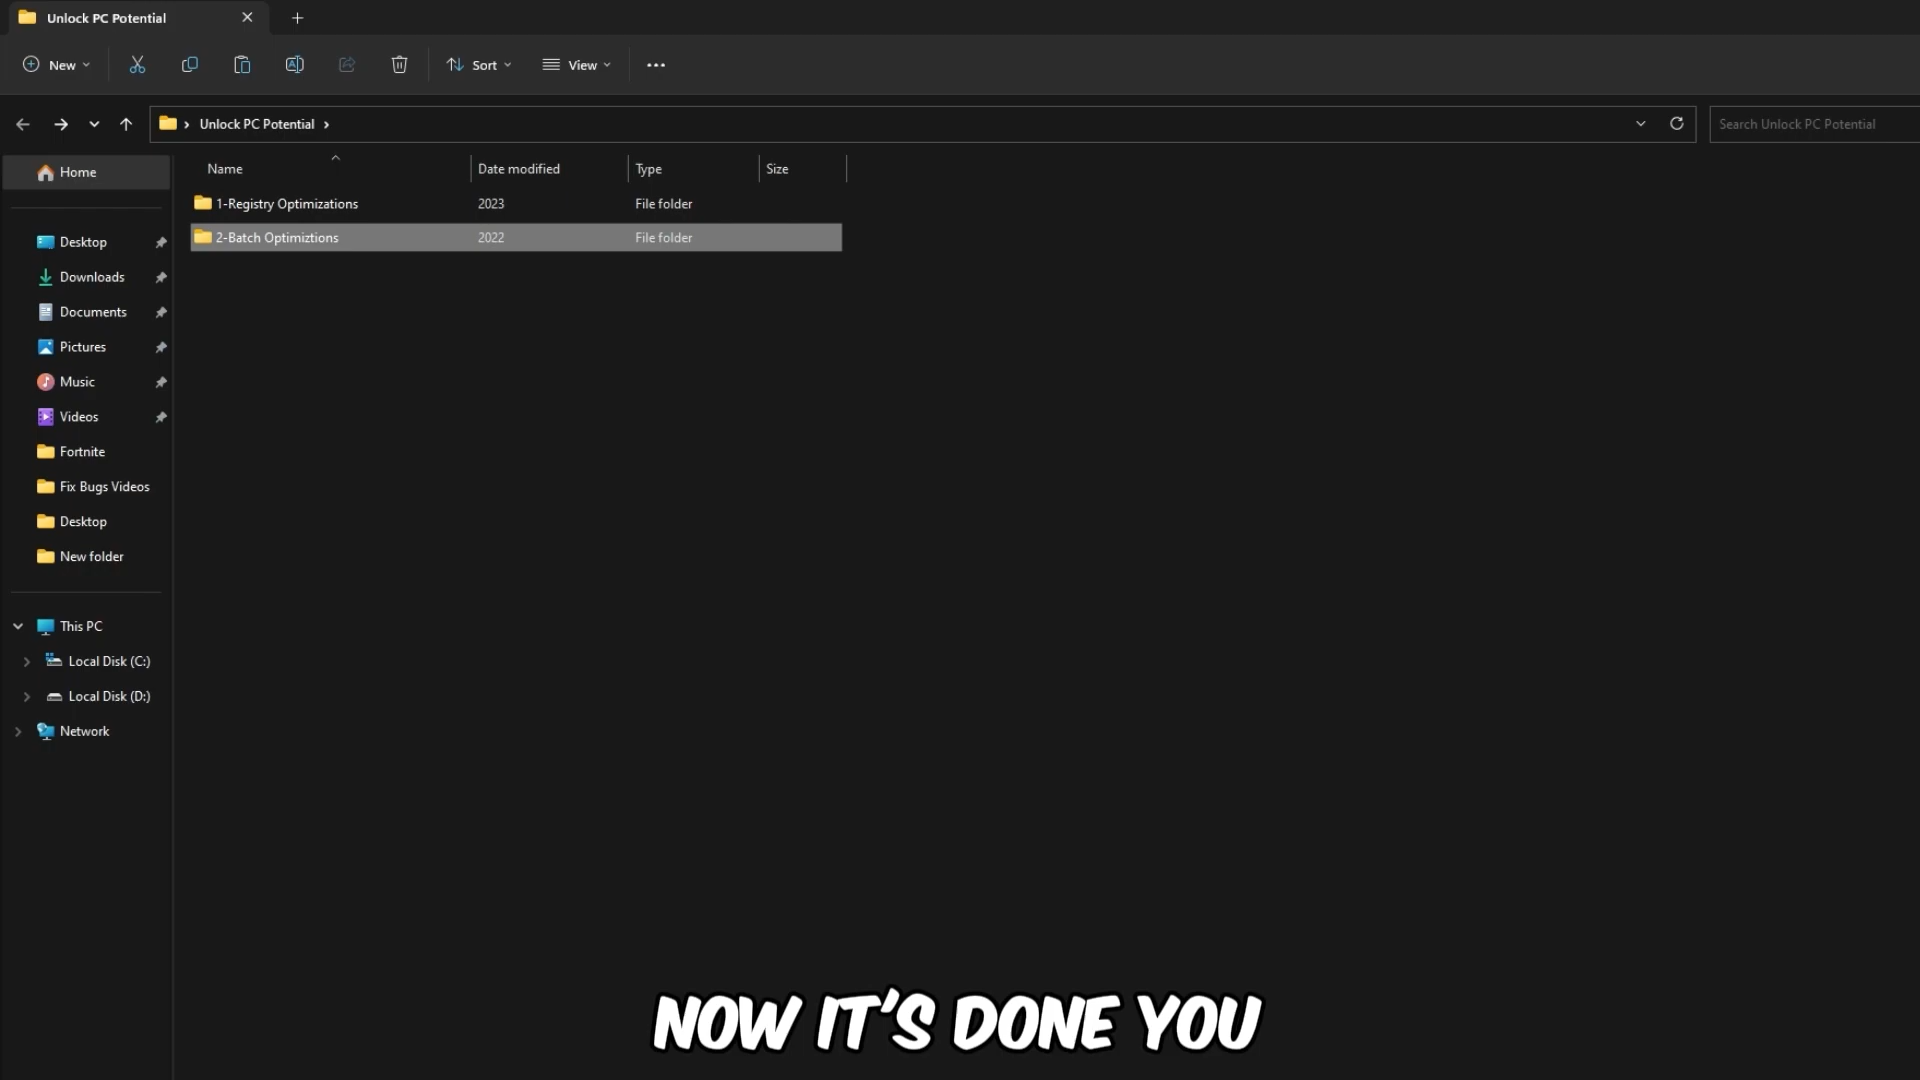 Unlock PC Potential
New
Sort
View
Unlock PC Potential
Search Unlock PC Potential
Name
Date modified
Type
Size
1-Registry Optimizations
2023
File folder
2-Batch Optimiztions
2022
File folder
Home
Desktop
Downloads
Documents
Pictures
Music
Videos
Fortnite
Fix Bugs Videos
Desktop
New folder
This PC
Local Disk (C:)
Local Disk (D:)
Network
NOW IT'S DONE YOU